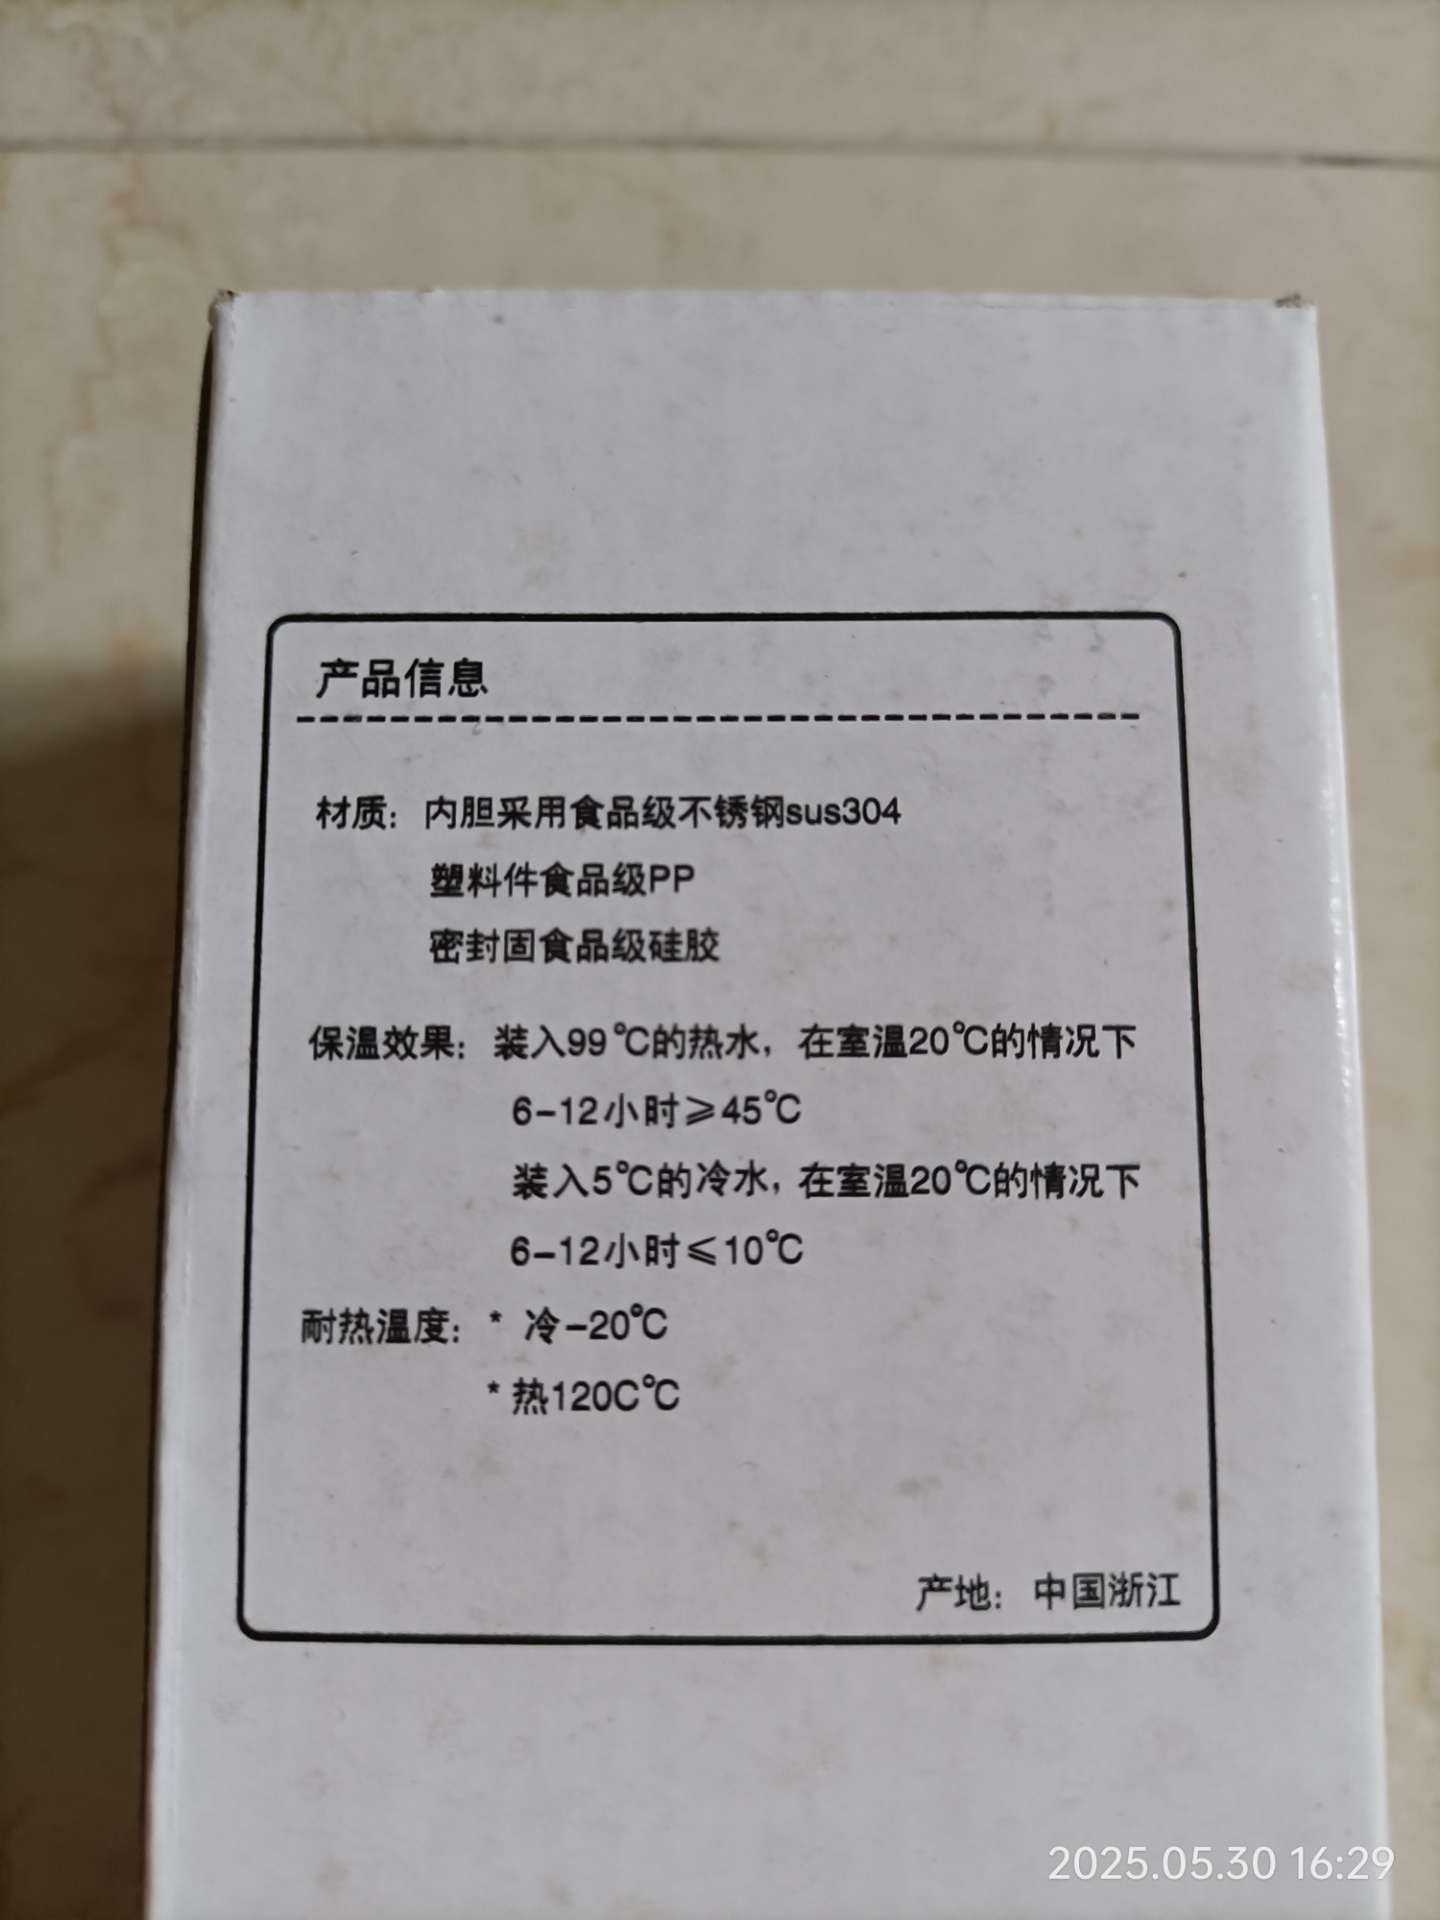 产品信息
材质：内胆采用食品级不锈钢sus304
塑料件食品级PP
密封固食品级硅胶
保温效果：装入99℃的热水，在室温20℃的情况下
6-12小时⩾45℃
装入5℃的冷水，在室温20℃的情况下
6-12小时⩽10℃
耐热温度：* 冷-20℃
* 热120C℃
产地：中国浙江
2025.05.30 16:29